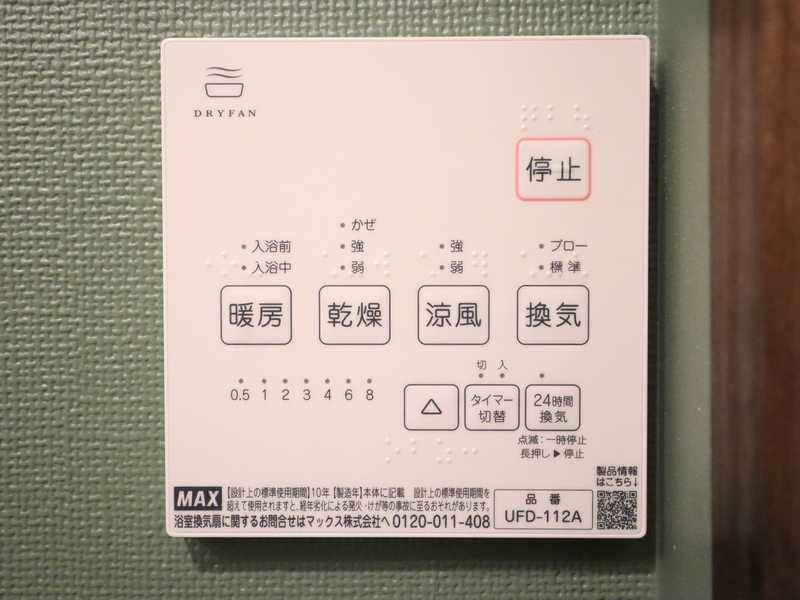 DRYFAN
停止
かぜ
入浴前 強 強 ブロー
入浴中 弱 弱 標準
暖房 乾燥 涼風 換気
切 入
0.5 1 2 3 4 6 8
△ タイマー切替 24時間換気
点滅：一時停止
長押し▶停止
製品情報
はこちら↓
MAX
【設計上の標準使用期間】10年【製造年】本体に記載 設計上の標準使用期間を
超えて使用されますと、経年劣化による発火・けが等の事故に至るおそれがあります。
浴室換気扇に関するお問合せはマックス株式会社へ 0120-011-408
品番
UFD-112A